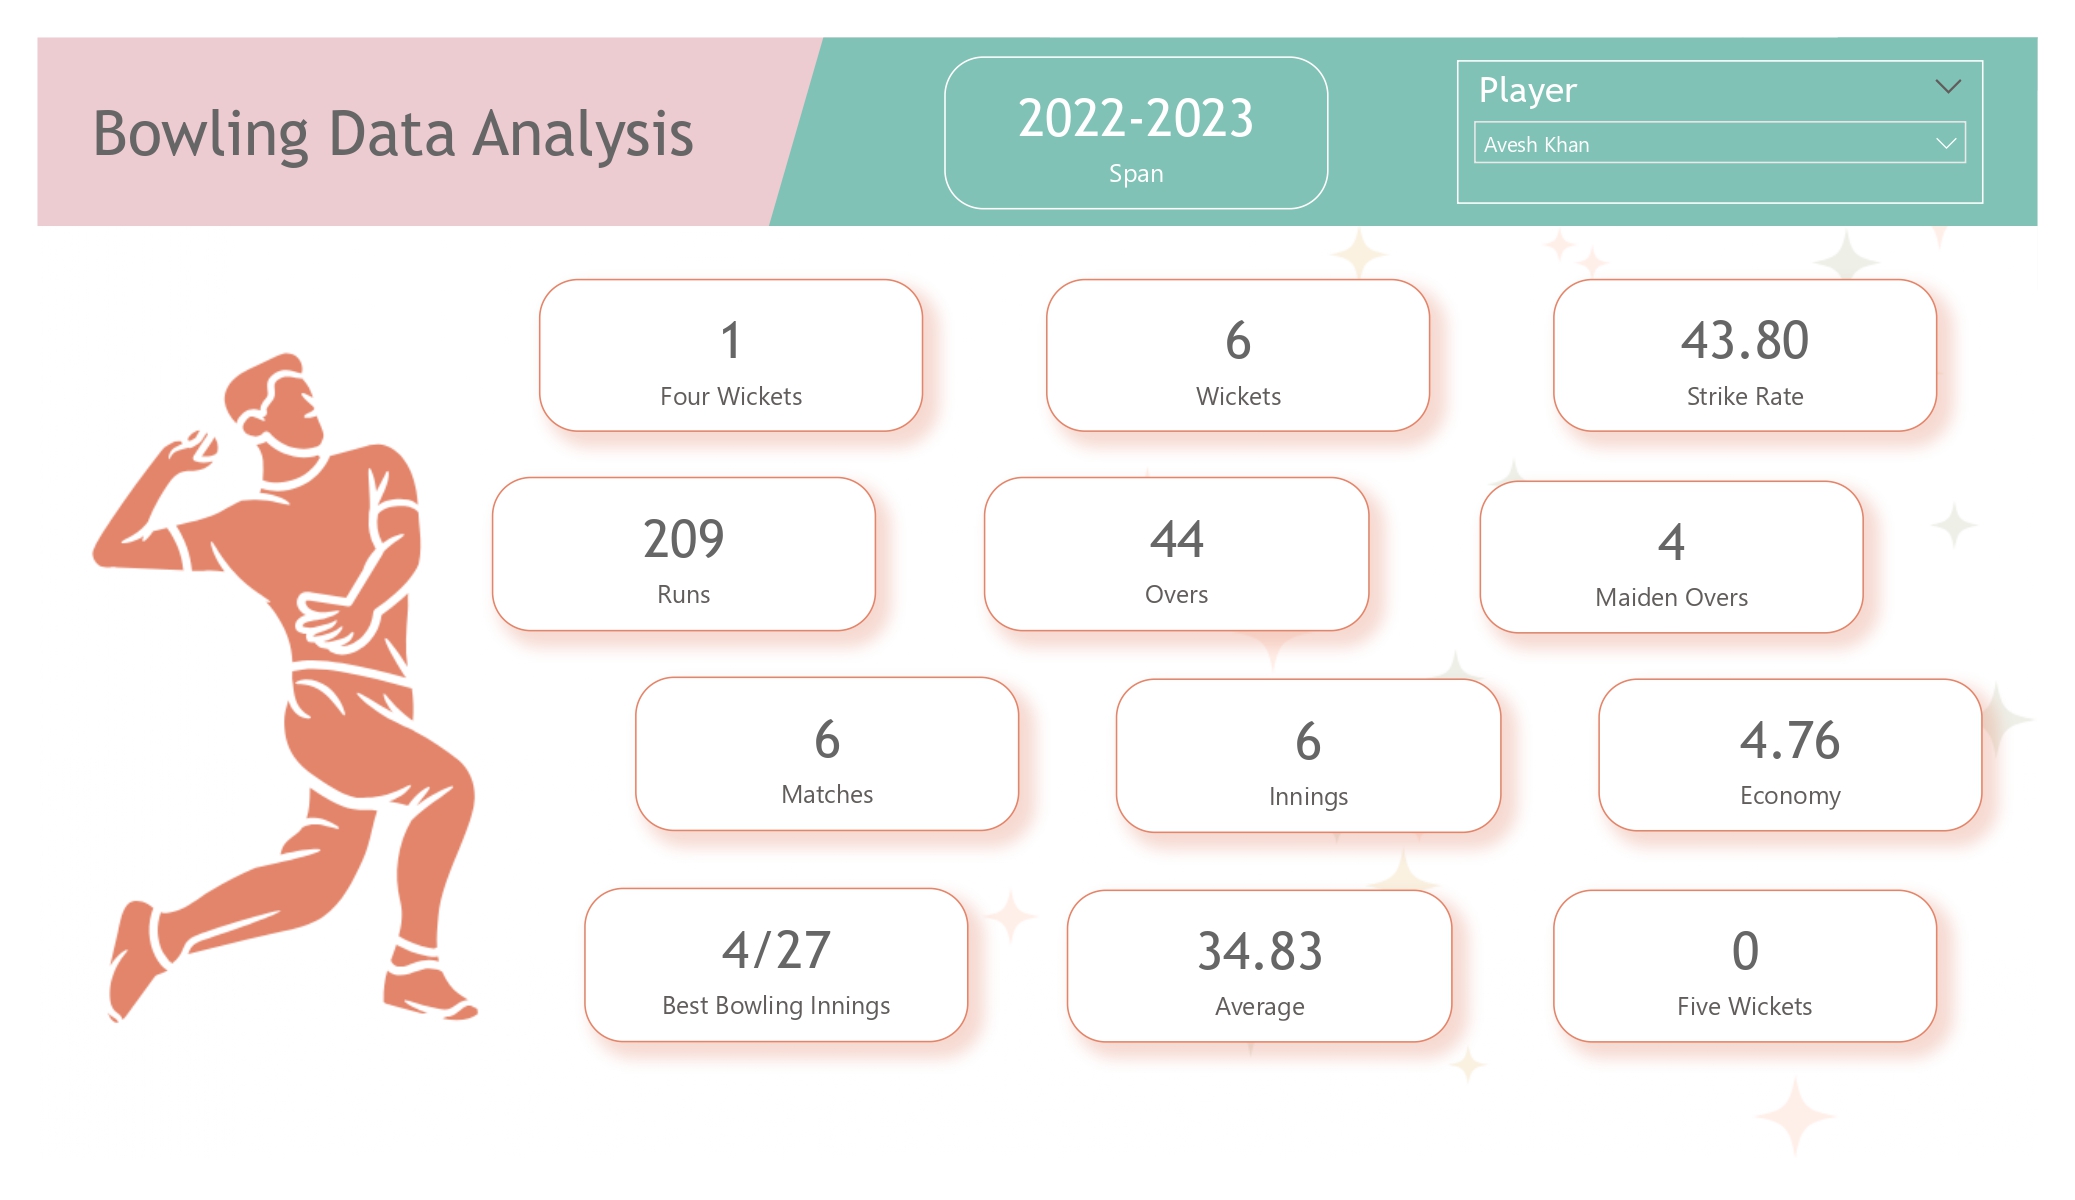 Bowling Data Analysis
2022-2023
Span
Player
Avesh Khan
1
Four Wickets
6
Wickets
43.80
Strike Rate
209
Runs
44
Overs
4
Maiden Overs
6
Matches
6
Innings
4.76
Economy
4/27
Best Bowling Innings
34.83
Average
0
Five Wickets